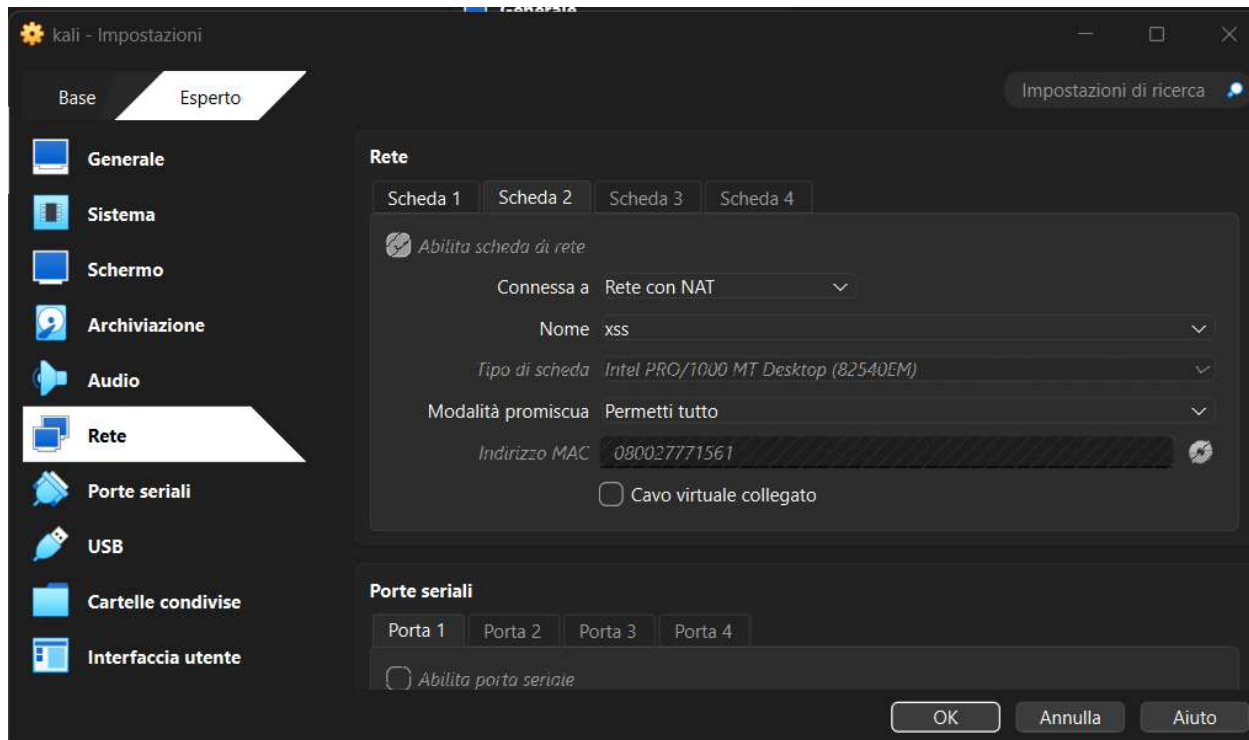 Generale
kali - Impostazioni
Base
Esperto
Impostazioni di ricerca
Generale
Sistema
Schermo
Archiviazione
Audio
Rete
Porte seriali
USB
Cartelle condivise
Interfaccia utente
Rete
Scheda 1 Scheda 2 Scheda 3 Scheda 4
Abilita scheda di rete
Connessa a Rete con NAT
Nome xss
Tipo di scheda Intel PRO/1000 MT Desktop (82540EM)
Modalità promiscua Permetti tutto
Indirizzo MAC 080027771561
Cavo virtuale collegato
Porte seriali
Porta 1 Porta 2 Porta 3 Porta 4
Abilita porta seriale
OK Annulla Aiuto